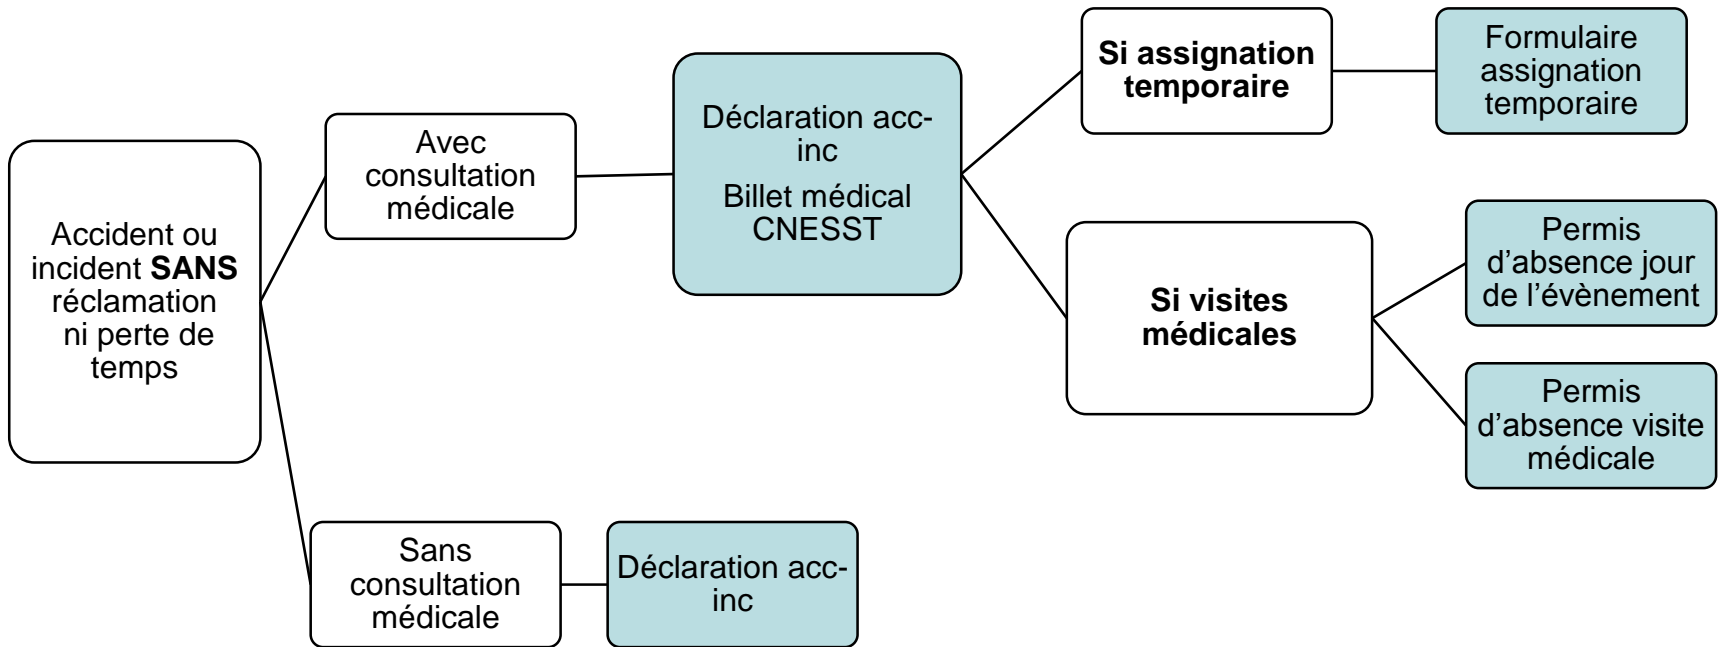 Accident ou
incident SANS
réclamation
ni perte de
temps
Avec
consultation
médicale
Déclaration acc-
inc
Billet médical
CNESST
Si assignation
temporaire
Formulaire
assignation
temporaire
Si visites
médicales
Permis
d’absence jour
de l’évènement
Permis
d’absence visite
médicale
Sans
consultation
médicale
Déclaration acc-
inc